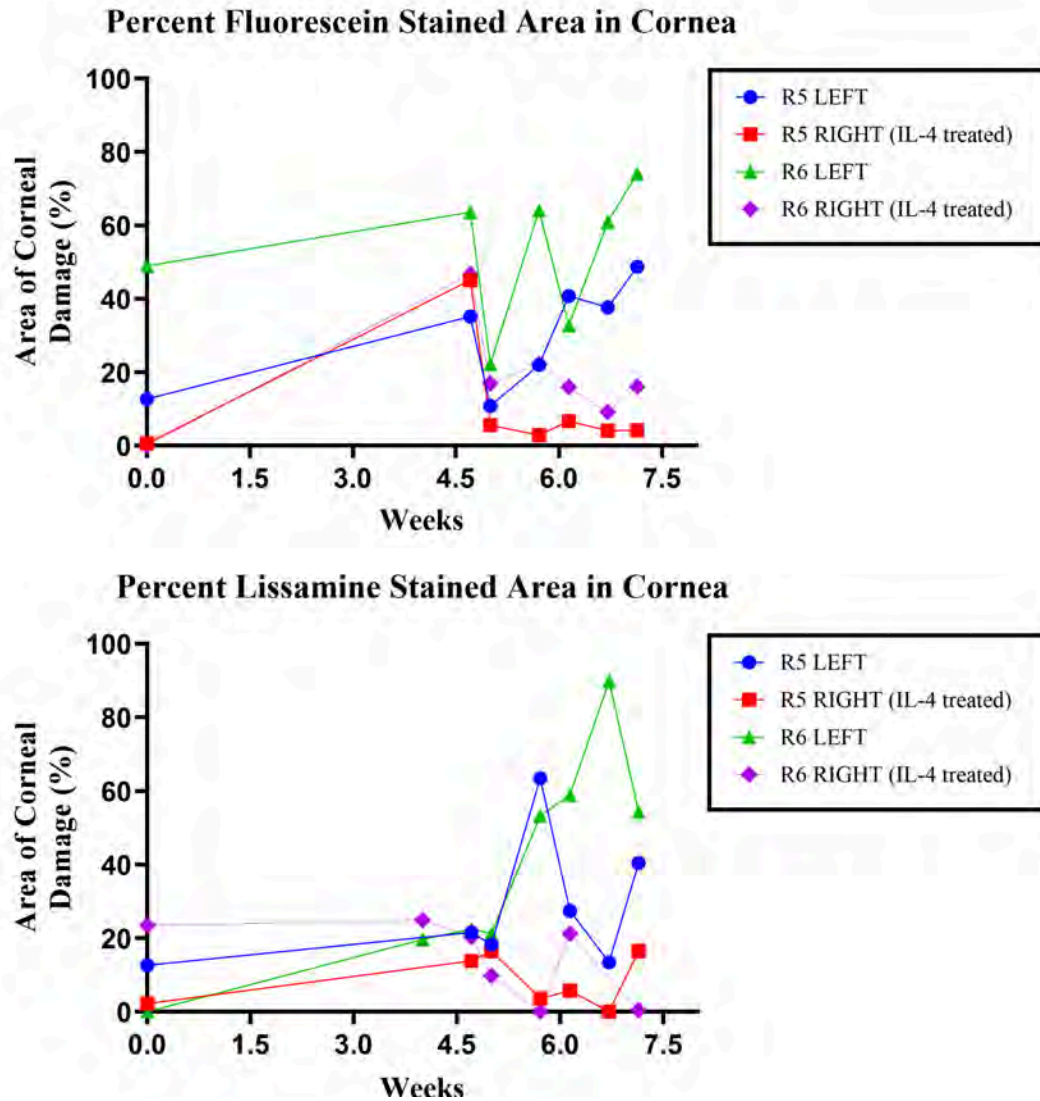 Percent Fluorescein Stained Area in Cornea
100
80
60
40
20
0
Area of Corneal
Damage (%)
0.0 1.5 3.0 4.5 6.0 7.5
Weeks
R5 LEFT
R5 RIGHT (IL-4 treated)
R6 LEFT
R6 RIGHT (IL-4 treated)
Percent Lissamine Stained Area in Cornea
100
80
60
40
20
0
Area of Corneal
Damage (%)
0.0 1.5 3.0 4.5 6.0 7.5
Weeks
R5 LEFT
R5 RIGHT (IL-4 treated)
R6 LEFT
R6 RIGHT (IL-4 treated)